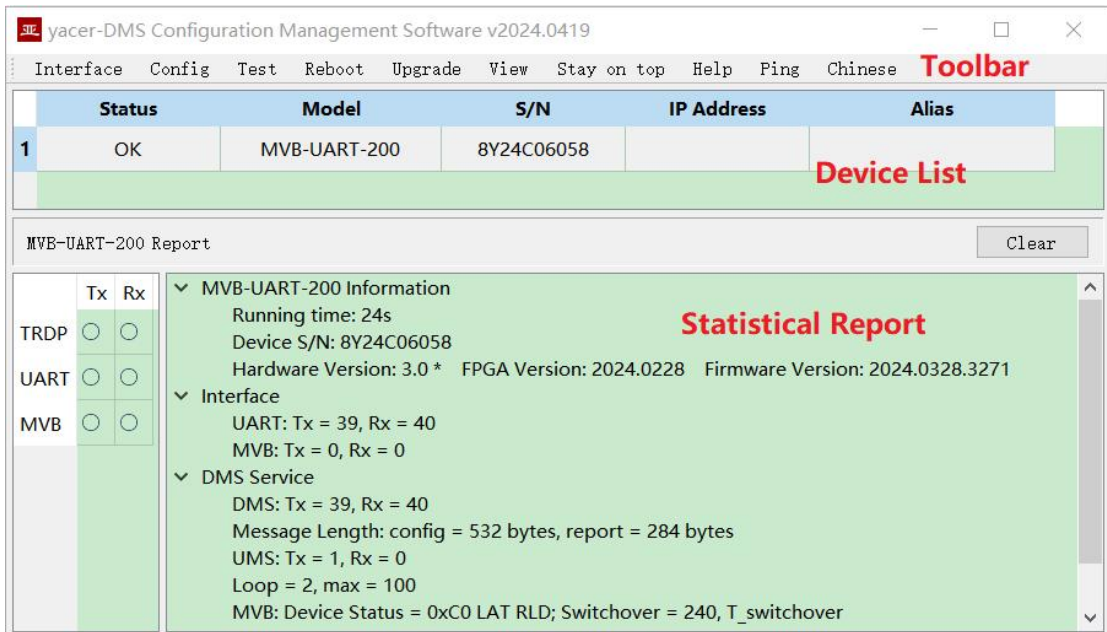 yacer-DMS Configuration Management Software v2024.0419
Interface Config Test Reboot Upgrade View Stay on top Help Ping Chinese Toolbar
Status Model S/N IP Address Alias
1 OK MVB-UART-200 8Y24C06058
Device List
MVB-UART-200 Report Clear
Tx Rx
TRDP
UART
MVB
MVB-UART-200 Information
Running time: 24s
Statistical Report
Device S/N: 8Y24C06058
Hardware Version: 3.0 * FPGA Version: 2024.0228 Firmware Version: 2024.0328.3271
Interface
UART: Tx = 39, Rx = 40
MVB: Tx = 0, Rx = 0
DMS Service
DMS: Tx = 39, Rx = 40
Message Length: config = 532 bytes, report = 284 bytes
UMS: Tx = 1, Rx = 0
Loop = 2, max = 100
MVB: Device Status = 0xC0 LAT RLD; Switchover = 240, T_switchover